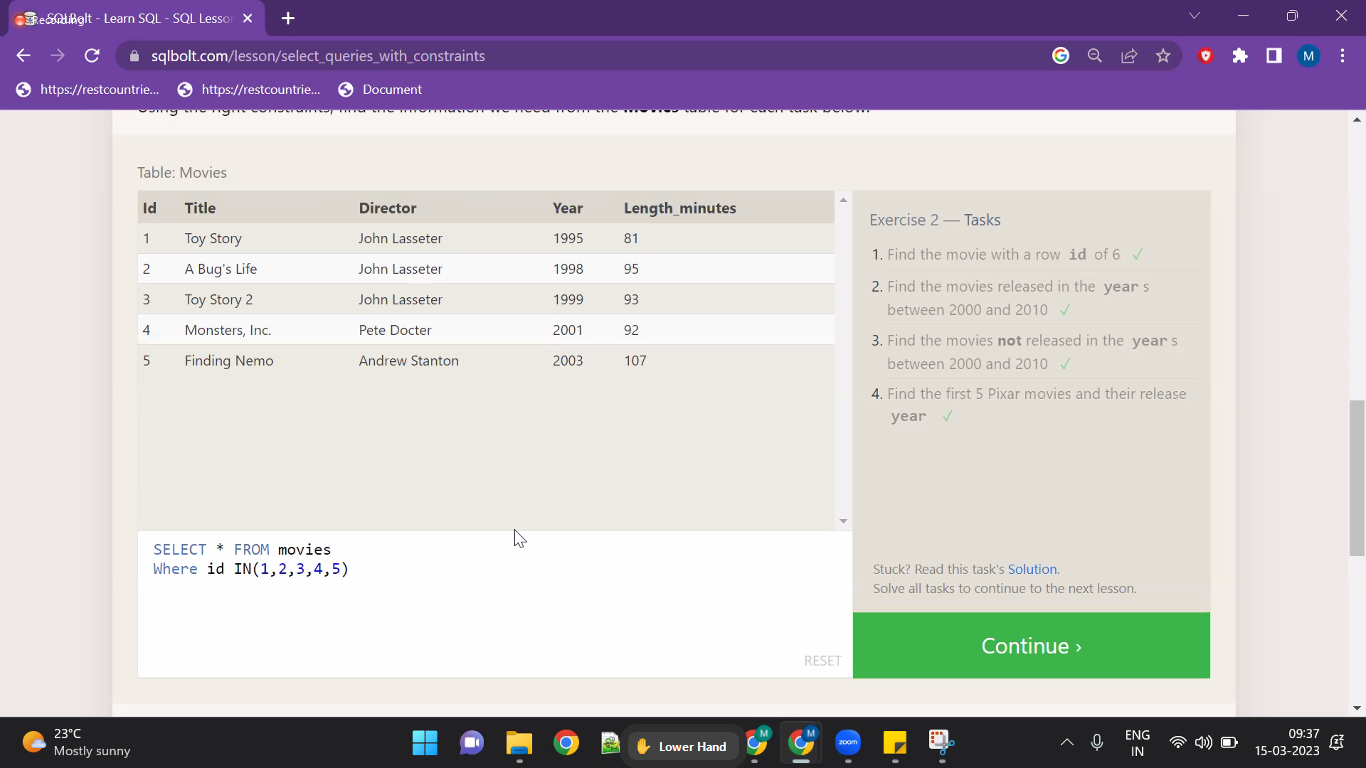 Recording
SQLBolt - Learn SQL - SQL Lesso
sqlbolt.com/lesson/select_queries_with_constraints
M
https://restcountrie...
https://restcountrie...
Document
Using the right constraints, find the information we need from the Movies table for each task below.
Table: Movies
Id Title Director Year Length_minutes
1 Toy Story John Lasseter 1995 81
2 A Bug's Life John Lasseter 1998 95
3 Toy Story 2 John Lasseter 1999 93
4 Monsters, Inc. Pete Docter 2001 92
5 Finding Nemo Andrew Stanton 2003 107
SELECT * FROM movies
Where id IN(1,2,3,4,5)
RESET
Exercise 2 — Tasks
1. Find the movie with a row id of 6 ✓
2. Find the movies released in the year s
between 2000 and 2010 ✓
3. Find the movies not released in the year s
between 2000 and 2010 ✓
4. Find the first 5 Pixar movies and their release
year ✓
Stuck? Read this task's Solution.
Solve all tasks to continue to the next lesson.
Continue ›
23°C
Mostly sunny
Lower Hand
M
M
zoom
ENG
IN
09:37
15-03-2023